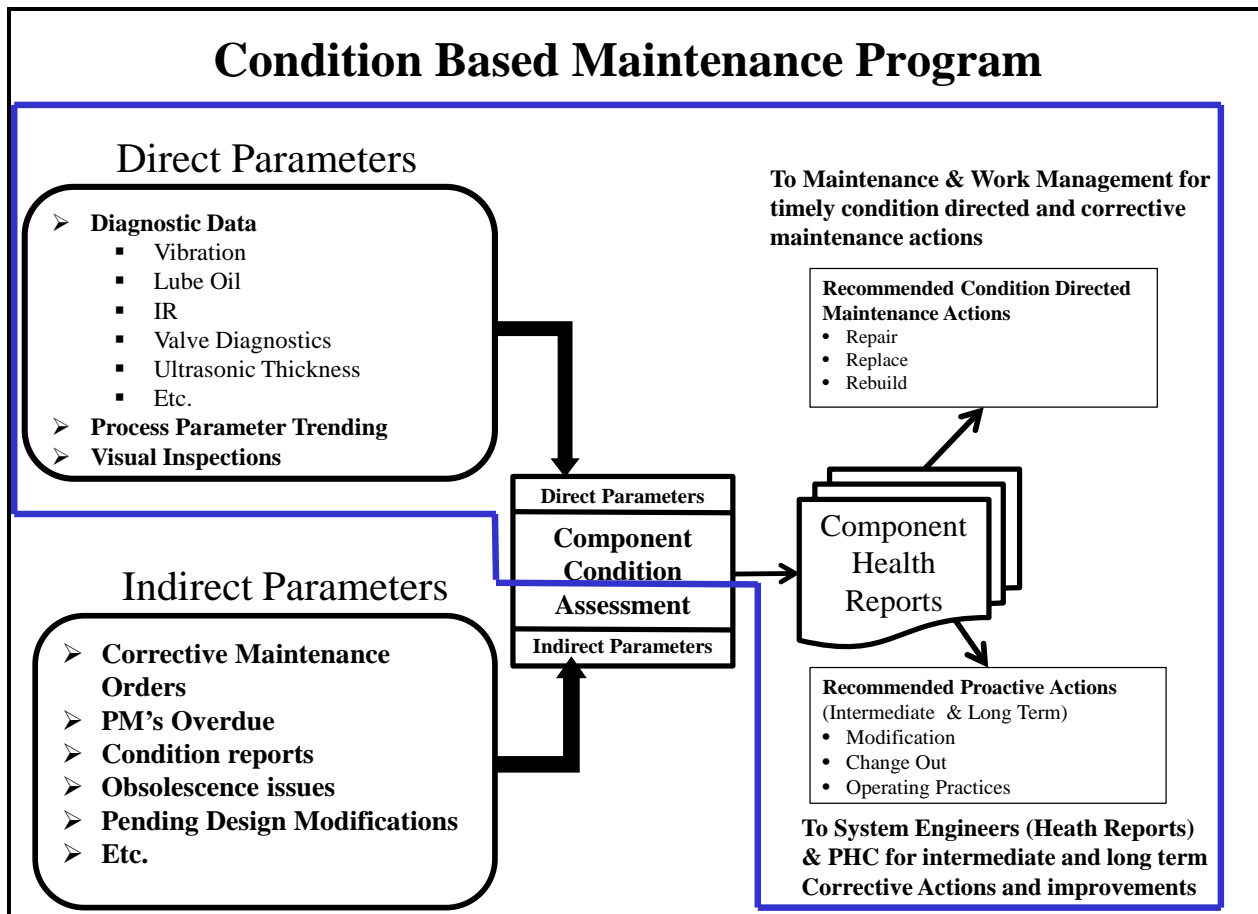 Condition Based Maintenance Program
Direct Parameters
➢ Diagnostic Data
▪ Vibration
▪ Lube Oil
▪ IR
▪ Valve Diagnostics
▪ Ultrasonic Thickness
▪ Etc.
➢ Process Parameter Trending
➢ Visual Inspections
Indirect Parameters
➢ Corrective Maintenance
Orders
➢ PM’s Overdue
➢ Condition reports
➢ Obsolescence issues
➢ Pending Design Modifications
➢ Etc.
Direct Parameters
Component
Condition
Assessment
Indirect Parameters
Component
Health
Reports
To Maintenance & Work Management for
timely condition directed and corrective
maintenance actions
Recommended Condition Directed
Maintenance Actions
• Repair
• Replace
• Rebuild
Recommended Proactive Actions
(Intermediate & Long Term)
• Modification
• Change Out
• Operating Practices
To System Engineers (Heath Reports)
& PHC for intermediate and long term
Corrective Actions and improvements